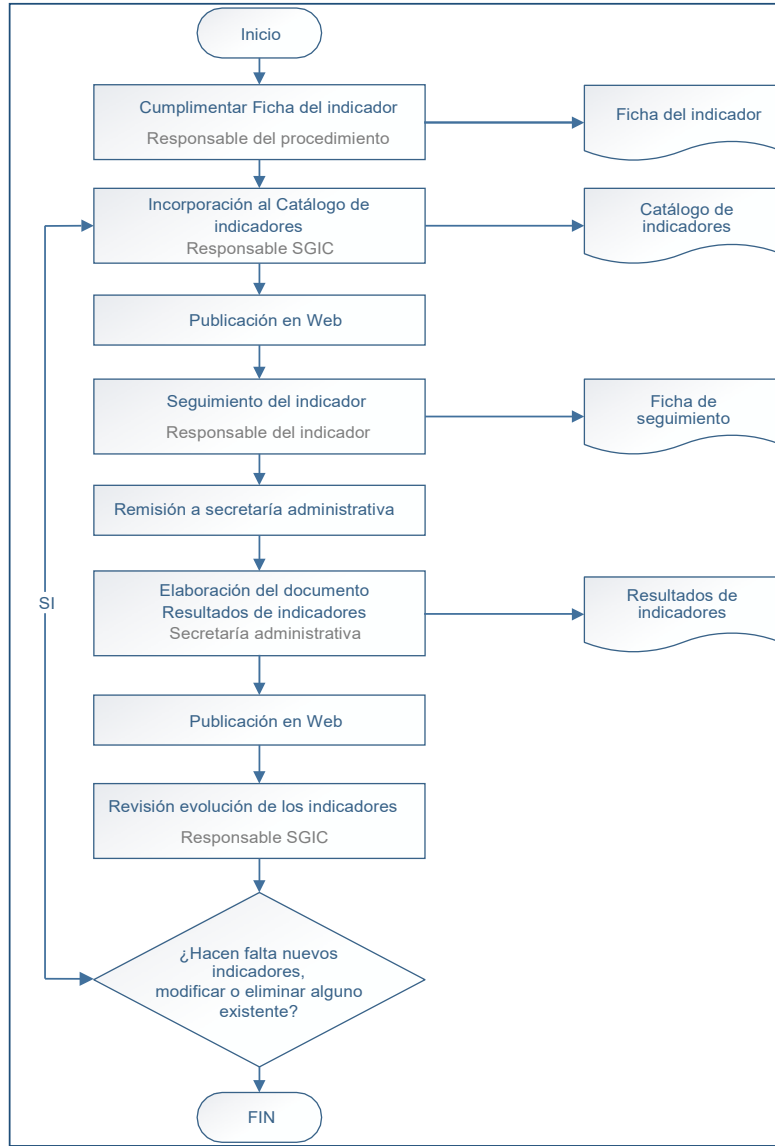 Inicio
Cumplimentar Ficha del indicador
Responsable del procedimiento
Ficha del indicador
Incorporación al Catálogo de
indicadores
Responsable SGIC
Catálogo de
indicadores
Publicación en Web
Seguimiento del indicador
Responsable del indicador
Ficha de
seguimiento
Remisión a secretaría administrativa
Elaboración del documento
Resultados de indicadores
Secretaría administrativa
Resultados de
indicadores
SI
Publicación en Web
Revisión evolución de los indicadores
Responsable SGIC
¿Hacen falta nuevos
indicadores,
modificar o eliminar alguno
existente?
FIN